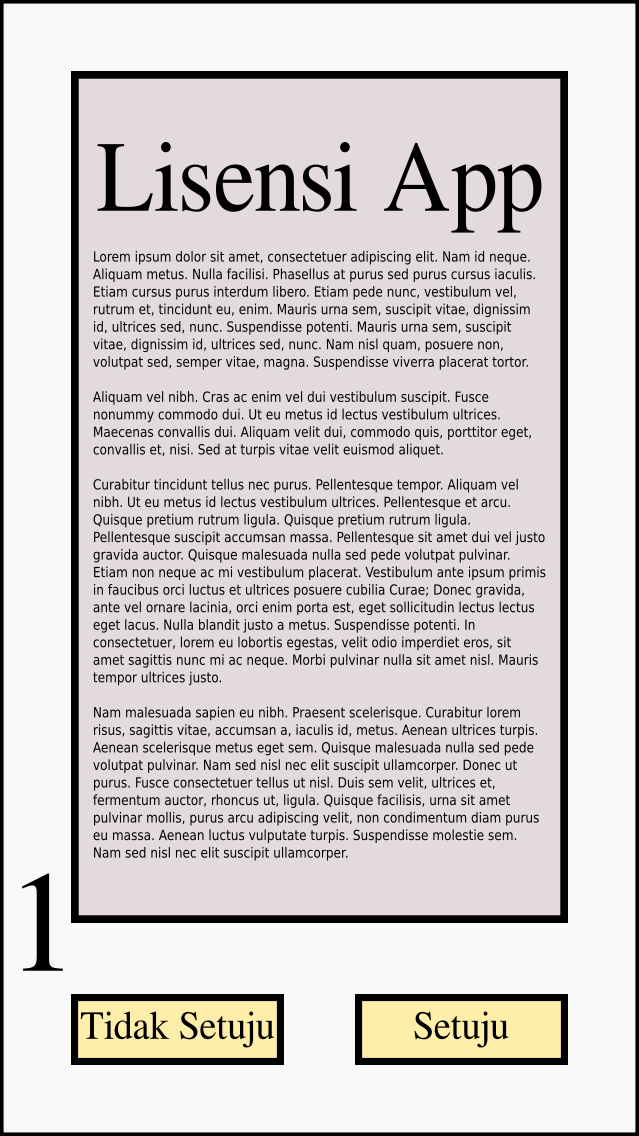 Lisensi App
Lorem ipsum dolor sit amet, consectetuer adipiscing elit. Nam id neque.
Aliquam metus. Nulla facilisi. Phasellus at purus sed purus cursus iaculis.
Etiam cursus purus interdum libero. Etiam pede nunc, vestibulum vel,
rutrum et, tincidunt eu, enim. Mauris urna sem, suscipit vitae, dignissim
id, ultrices sed, nunc. Suspendisse potenti. Mauris urna sem, suscipit
vitae, dignissim id, ultrices sed, nunc. Nam nisl quam, posuere non,
volutpat sed, semper vitae, magna. Suspendisse viverra placerat tortor.
Aliquam vel nibh. Cras ac enim vel dui vestibulum suscipit. Fusce
nonummy commodo dui. Ut eu metus id lectus vestibulum ultrices.
Maecenas convallis dui. Aliquam velit dui, commodo quis, porttitor eget,
convallis et, nisi. Sed at turpis vitae velit euismod aliquet.
Curabitur tincidunt tellus nec purus. Pellentesque tempor. Aliquam vel
nibh. Ut eu metus id lectus vestibulum ultrices. Pellentesque et arcu.
Quisque pretium rutrum ligula. Quisque pretium rutrum ligula.
Pellentesque suscipit accumsan massa. Pellentesque sit amet dui vel justo
gravida auctor. Quisque malesuada nulla sed pede volutpat pulvinar.
Etiam non neque ac mi vestibulum placerat. Vestibulum ante ipsum primis
in faucibus orci luctus et ultrices posuere cubilia Curae; Donec gravida,
ante vel ornare lacinia, orci enim porta est, eget sollicitudin lectus lectus
eget lacus. Nulla blandit justo a metus. Suspendisse potenti. In
consectetuer, lorem eu lobortis egestas, velit odio imperdiet eros, sit
amet sagittis nunc mi ac neque. Morbi pulvinar nulla sit amet nisl. Mauris
tempor ultrices justo.
Nam malesuada sapien eu nibh. Praesent scelerisque. Curabitur lorem
risus, sagittis vitae, accumsan a, iaculis id, metus. Aenean ultrices turpis.
Aenean scelerisque metus eget sem. Quisque malesuada nulla sed pede
volutpat pulvinar. Nam sed nisl nec elit suscipit ullamcorper. Donec ut
purus. Fusce consectetuer tellus ut nisl. Duis sem velit, ultrices et,
fermentum auctor, rhoncus ut, ligula. Quisque facilisis, urna sit amet
pulvinar mollis, purus arcu adipiscing velit, non condimentum diam purus
eu massa. Aenean luctus vulputate turpis. Suspendisse molestie sem.
Nam sed nisl nec elit suscipit ullamcorper.
1
Tidak Setuju
Setuju